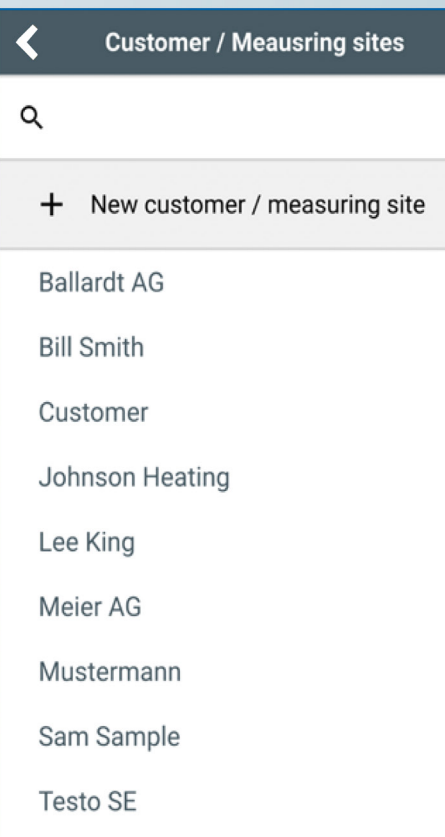 Customer / Meausring sites
New customer / measuring site
Ballardt AG
Bill Smith
Customer
Johnson Heating
Lee King
Meier AG
Mustermann
Sam Sample
Testo SE